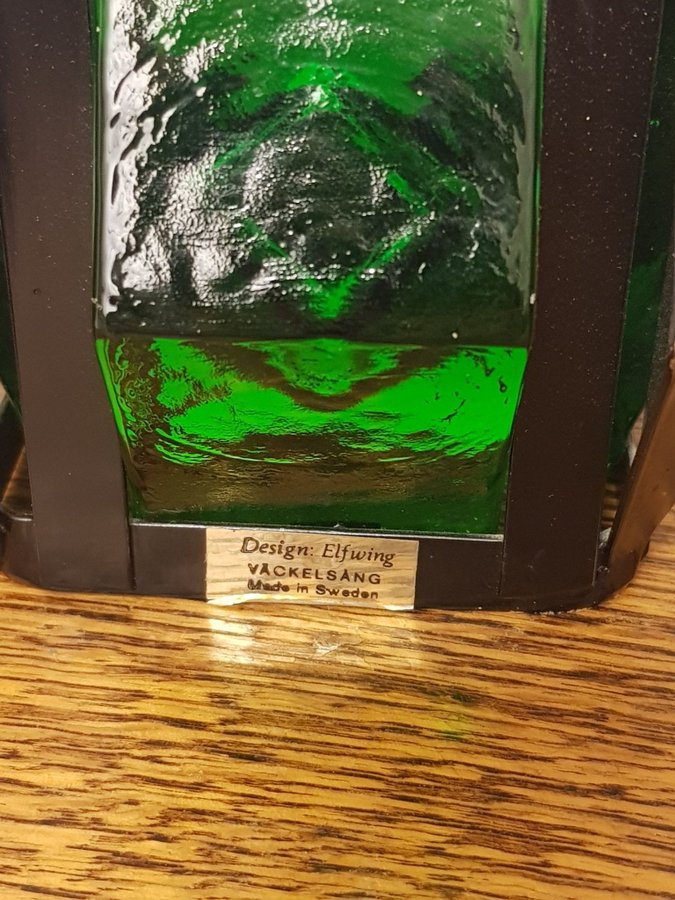 Design: Elfwing
VÄCKELSÅNG
Made in Sweden